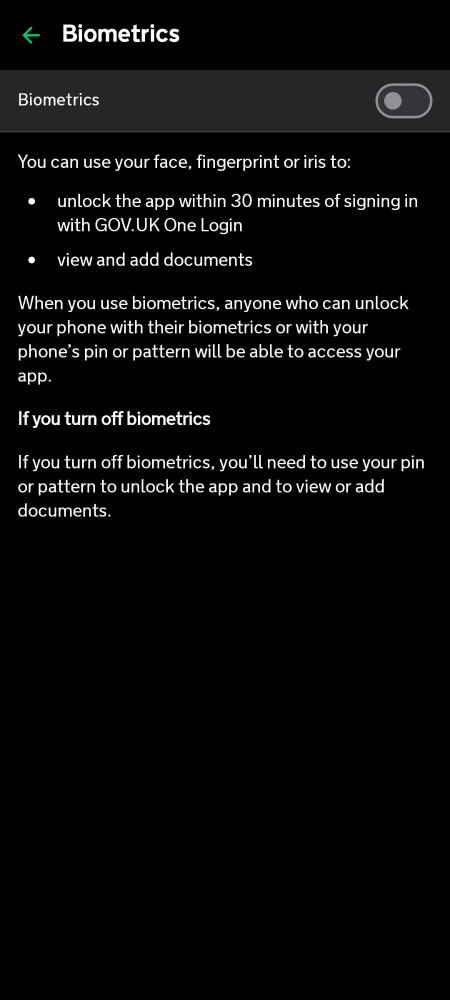 Biometrics
Biometrics
You can use your face, fingerprint or iris to:
• unlock the app within 30 minutes of signing in
with GOV.UK One Login
• view and add documents
When you use biometrics, anyone who can unlock
your phone with their biometrics or with your
phone’s pin or pattern will be able to access your
app.
If you turn off biometrics
If you turn off biometrics, you’ll need to use your pin
or pattern to unlock the app and to view or add
documents.